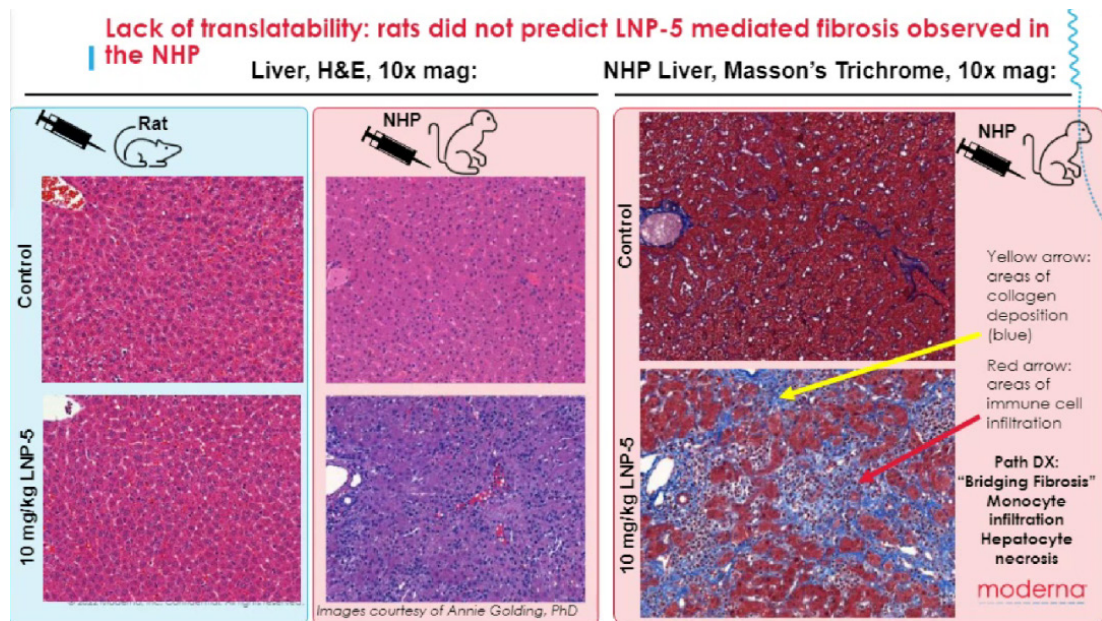 Lack of translatability: rats did not predict LNP-5 mediated fibrosis observed in
the NHP
Liver, H&E, 10x mag:
NHP Liver, Masson's Trichrome, 10x mag:
Rat
NHP
NHP
Control
10 mg/kg LNP-5
Control
10 mg/kg LNP-5
Yellow arrow:
areas of
collagen
deposition
(blue)
Red arrow:
areas of
immune cell
infiltration
Path DX:
"Bridging Fibrosis"
Monocyte
infiltration
Hepatocyte
necrosis
moderna
Images courtesy of Annie Golding, PhD